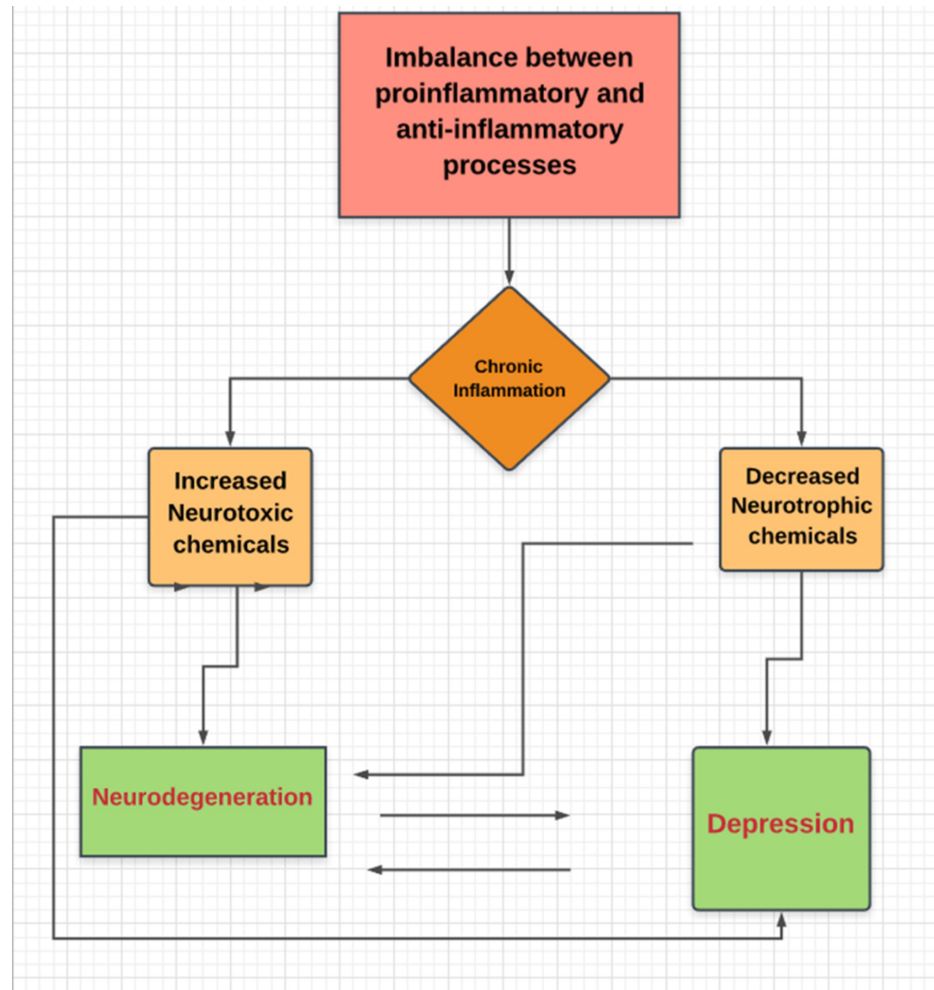 Imbalance between
proinflammatory and
anti-inflammatory
processes
Chronic
Inflammation
Increased
Neurotoxic
chemicals
Decreased
Neurotrophic
chemicals
Neurodegeneration
Depression